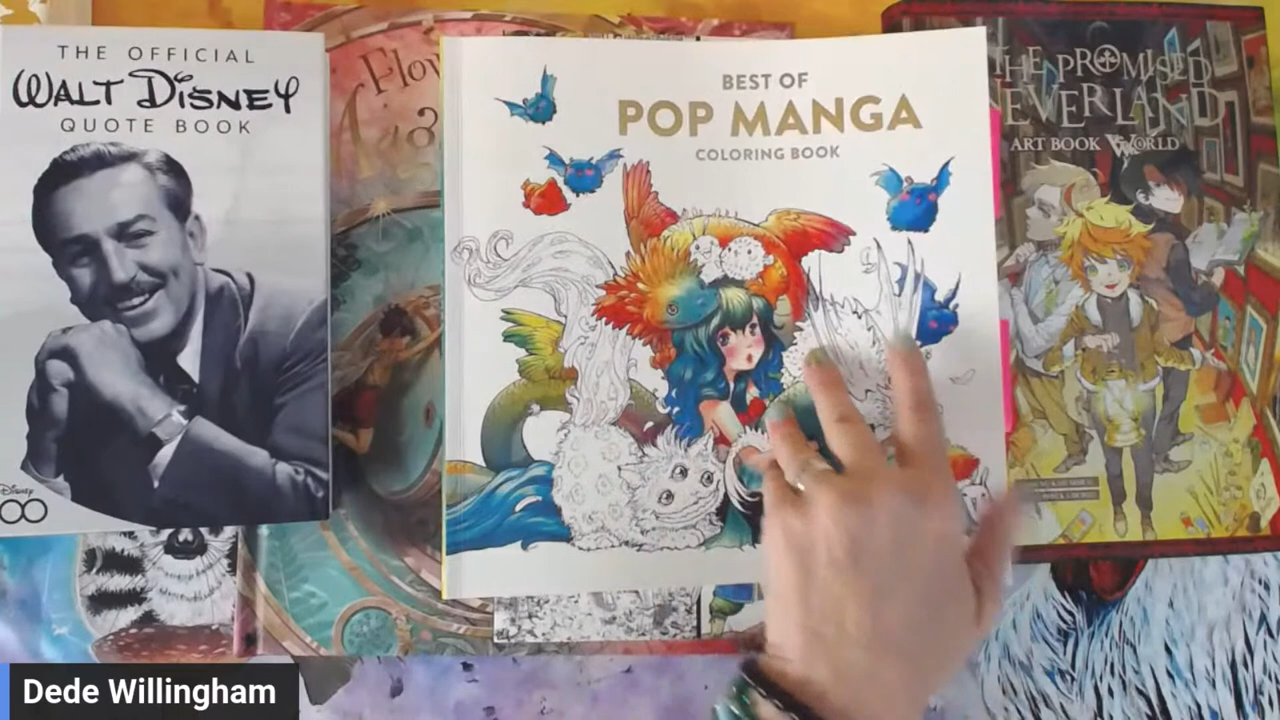 THE OFFICIAL
WALT DISNEY
QUOTE BOOK
Disney
100
Flow
BEST OF
POP MANGA
COLORING BOOK
THE PROMISED
NEVERLAND
ART BOOK WORLD
Dede Willingham